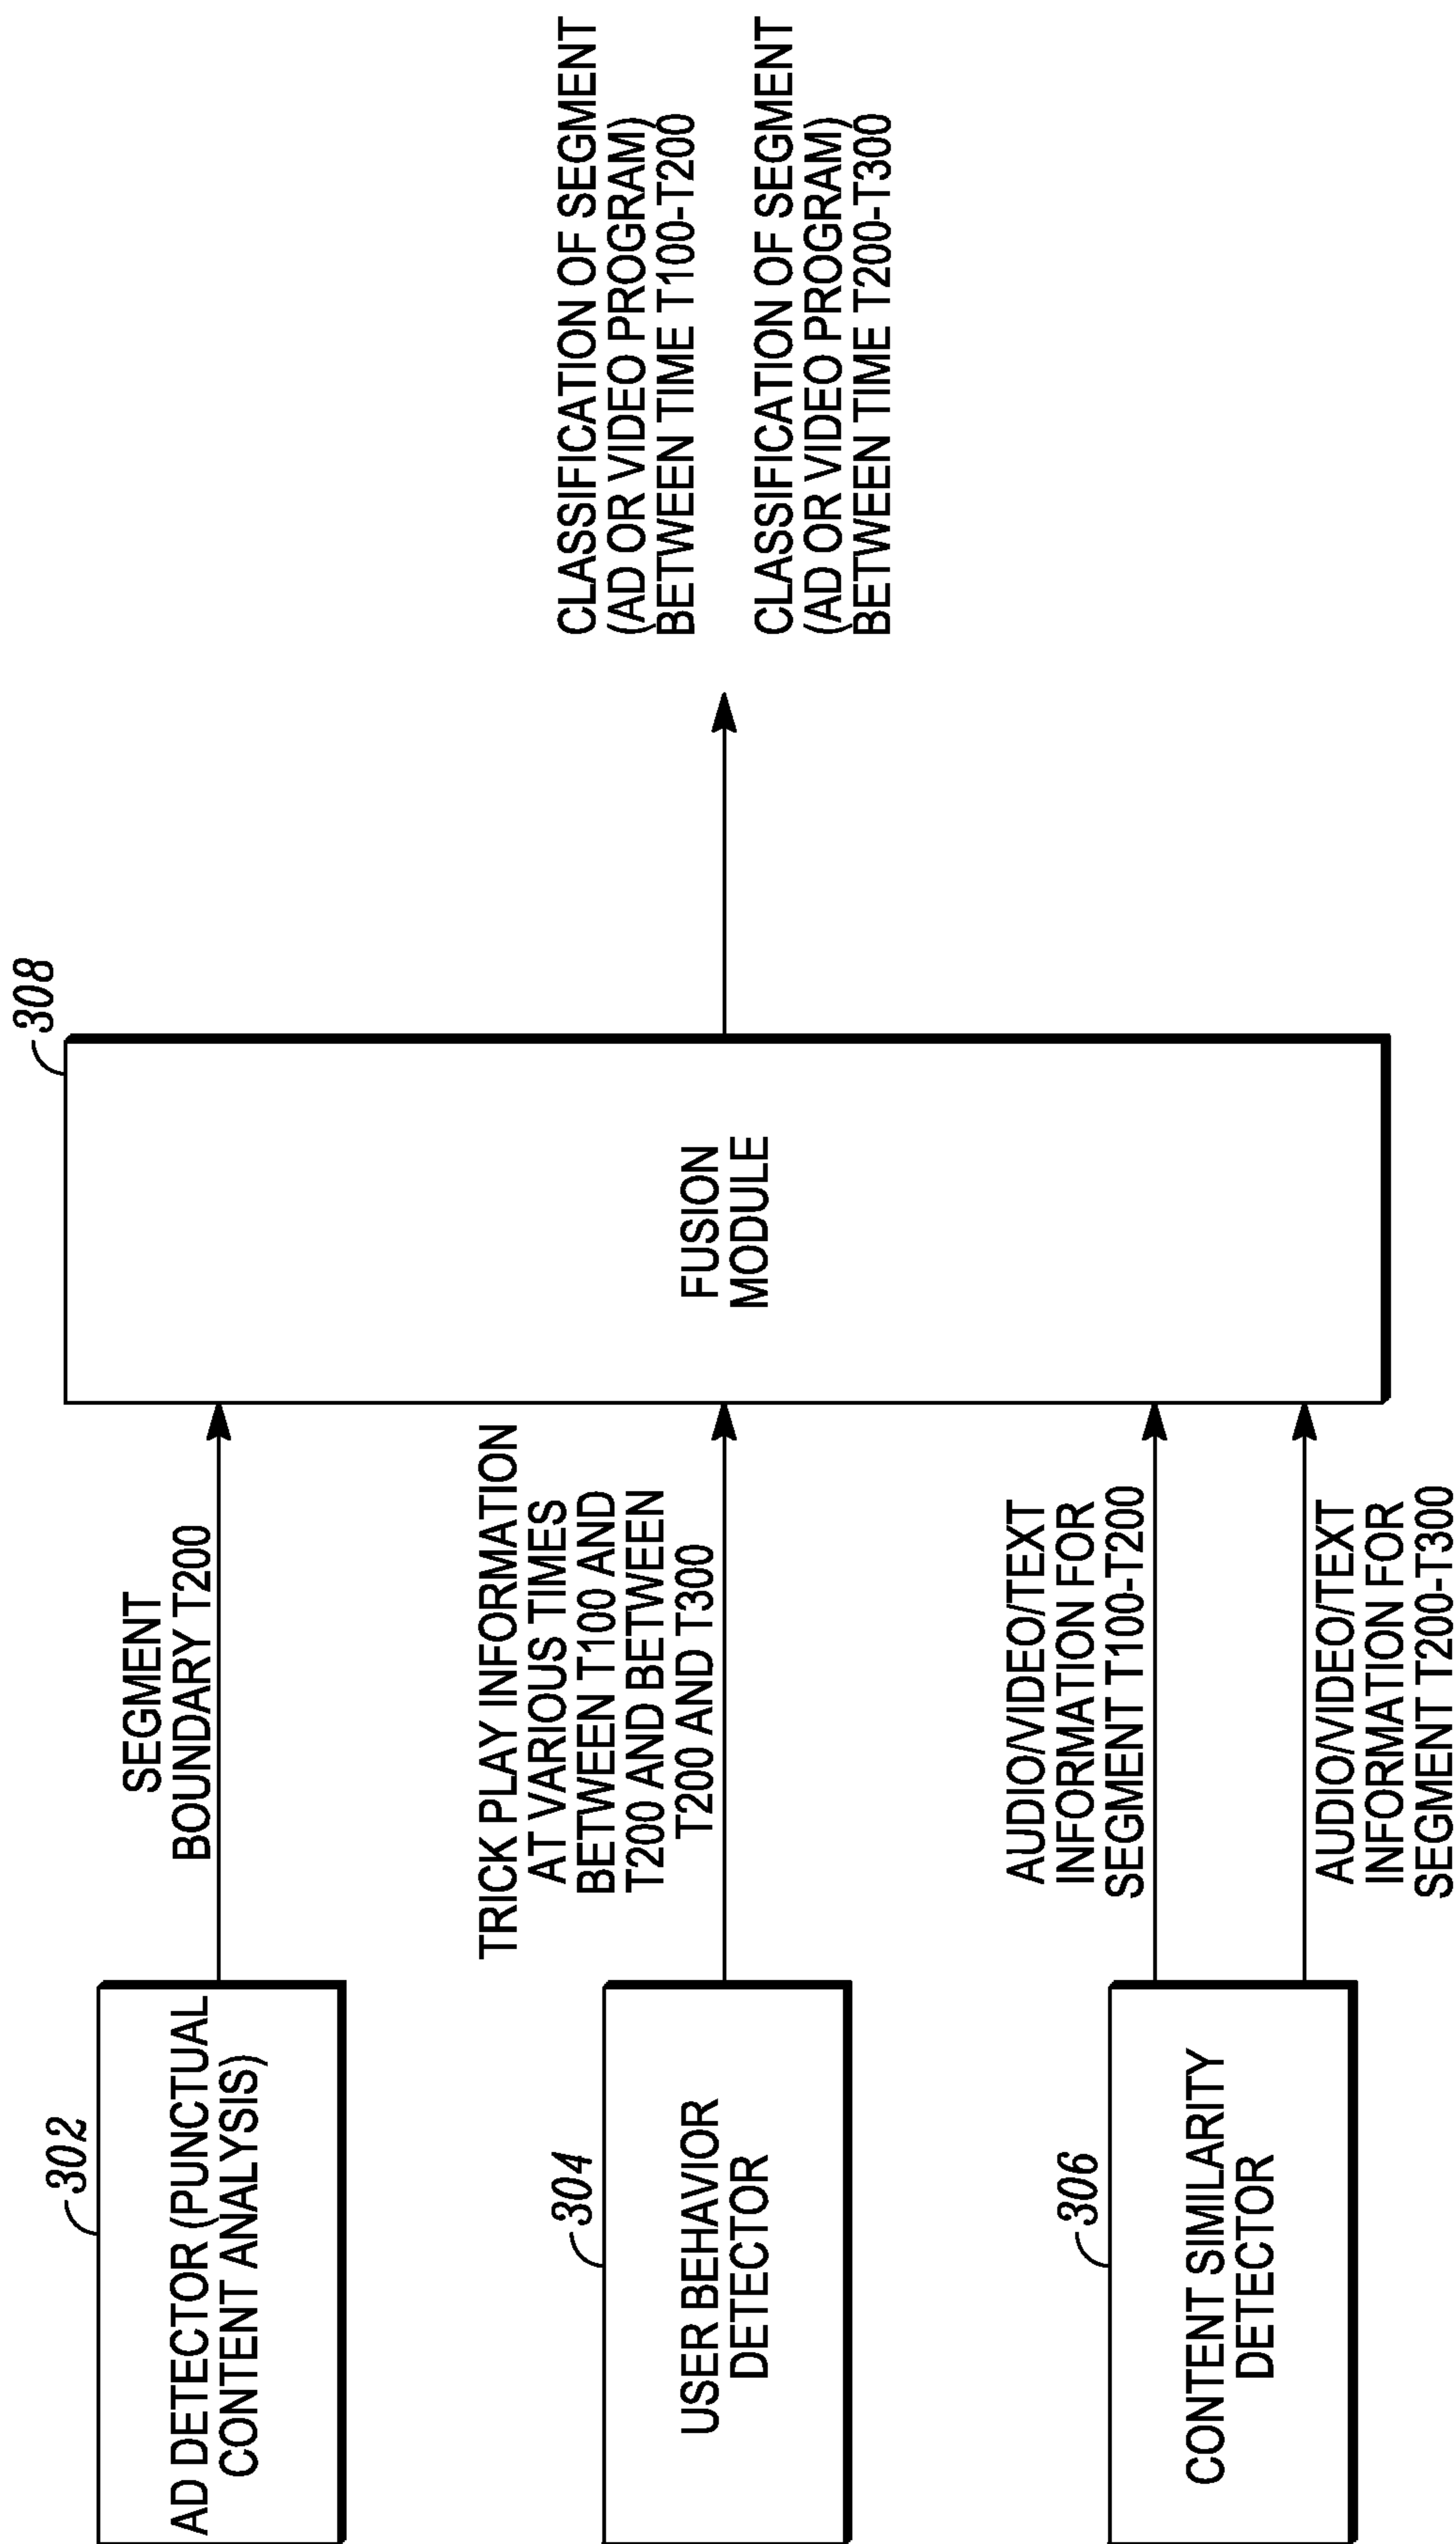 302
AD DETECTOR (PUNCTUAL
CONTENT ANALYSIS)
SEGMENT
BOUNDARY T200
304
USER BEHAVIOR
DETECTOR
TRICK PLAY INFORMATION
AT VARIOUS TIMES
BETWEEN T100 AND
T200 AND BETWEEN
T200 AND T300
306
CONTENT SIMILARITY
DETECTOR
AUDIO/VIDEO/TEXT
INFORMATION FOR
SEGMENT T100-T200
AUDIO/VIDEO/TEXT
INFORMATION FOR
SEGMENT T200-T300
308
FUSION
MODULE
CLASSIFICATION OF SEGMENT
(AD OR VIDEO PROGRAM)
BETWEEN TIME T100-T200
CLASSIFICATION OF SEGMENT
(AD OR VIDEO PROGRAM)
BETWEEN TIME T200-T300